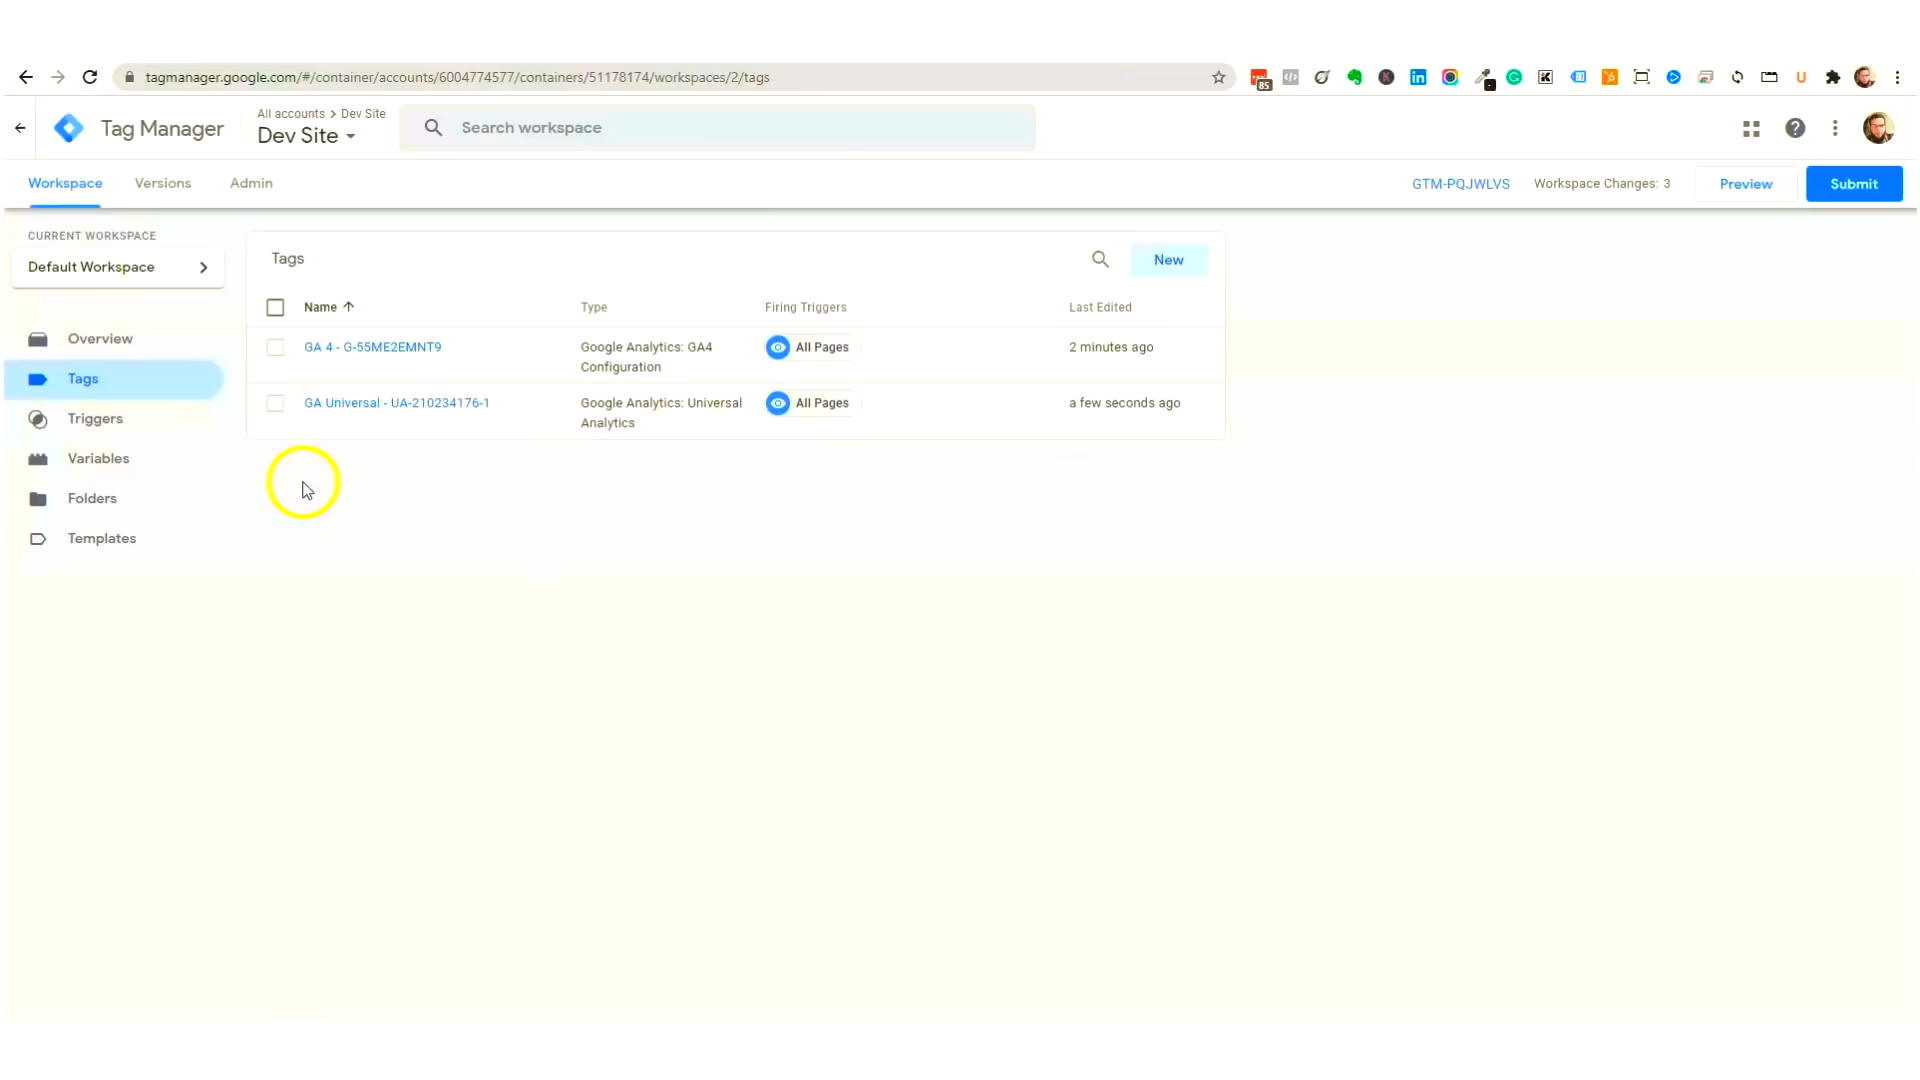 tagmanager.google.com/#/container/accounts/6004774577/containers/51178174/workspaces/2/tags
85
U
Tag Manager
All accounts > Dev Site
Dev Site
Search workspace
Workspace
Versions
Admin
GTM-PQJWLVS
Workspace Changes: 3
Preview
Submit
CURRENT WORKSPACE
Default Workspace
Overview
Tags
Triggers
Variables
Folders
Templates
Tags
New
Name
Type
Firing Triggers
Last Edited
GA 4 - G-55ME2EMNT9
Google Analytics: GA4
Configuration
All Pages
2 minutes ago
GA Universal - UA-210234176-1
Google Analytics: Universal
Analytics
All Pages
a few seconds ago